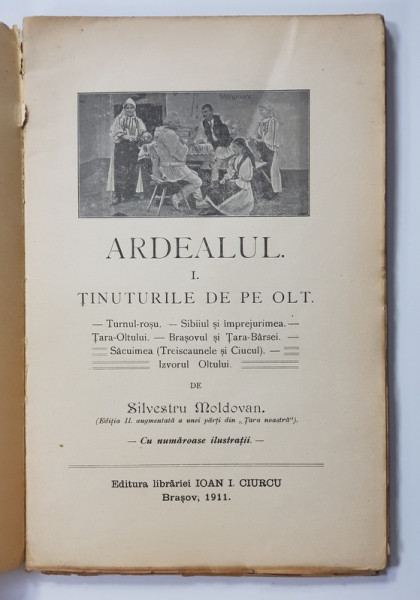 ARDEALUL.
I.
ȚINUTURILE DE PE OLT.
— Turnul-roșu. — Sibiiul și împrejurimea. —
Țara-Oltului. — Brașovul și Țara-Bârsei. —
Săcuimea (Treiscaunele și Ciucul). —
Izvorul Oltului.
DE
Silvestru Moldovan.
(Ediția II. augmentată a unei părți din „Țara noastră").
— Cu număroase ilustrații. —
Editura librăriei IOAN I. CIURCU
Brașov, 1911.